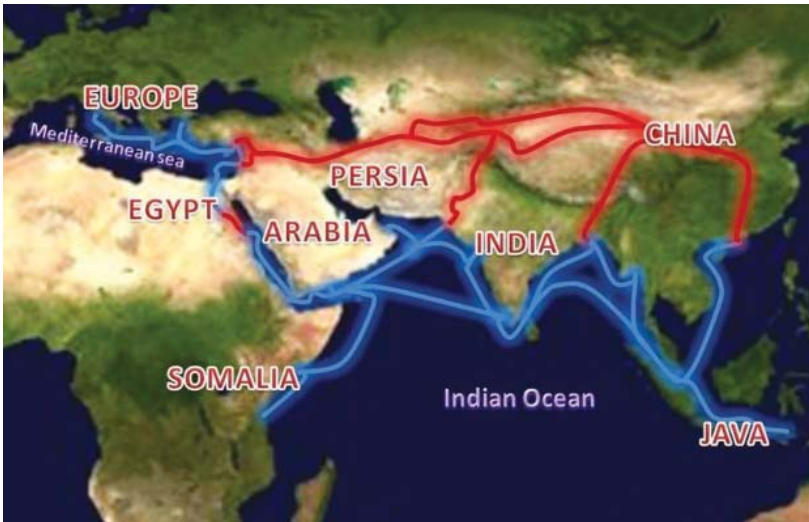 EUROPE
Mediterranean sea
CHINA
PERSIA
EGYPT
ARABIA
INDIA
SOMALIA
Indian Ocean
JAVA